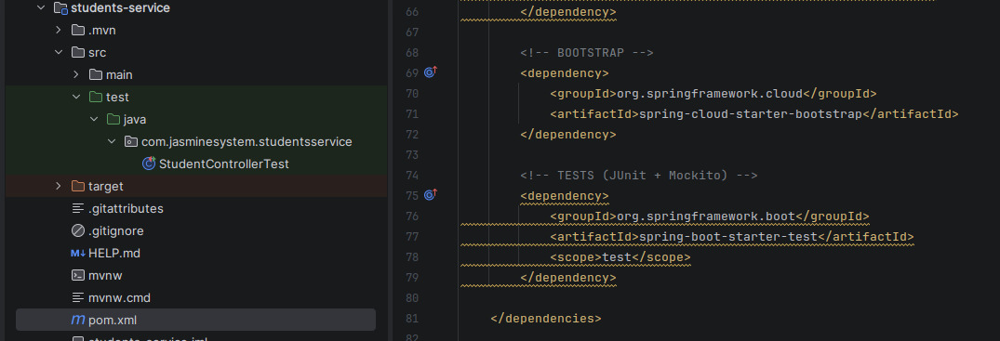 students-service
.mvn
src
main
test
java
com.jasminesystem.studentsservice
StudentControllerTest
target
.gitattributes
.gitignore
HELP.md
mvnw
mvnw.cmd
pom.xml
66 </dependency>
67
68 <!-- BOOTSTRAP -->
69 <dependency>
70 <groupId>org.springframework.cloud</groupId>
71 <artifactId>spring-cloud-starter-bootstrap</artifactId>
72 </dependency>
73
74 <!-- TESTS (JUnit + Mockito) -->
75 <dependency>
76 <groupId>org.springframework.boot</groupId>
77 <artifactId>spring-boot-starter-test</artifactId>
78 <scope>test</scope>
79 </dependency>
80
81 </dependencies>
82